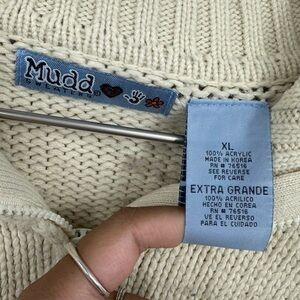 Mudd
SWEATERS
XL
100% ACRYLIC
MADE IN KOREA
RN # 76516
SEE REVERSE
FOR CARE
EXTRA GRANDE
100% ACRILICO
HECHO EN COREA
RN # 76516
VE EL REVERSO
PARA EL CUIDADO